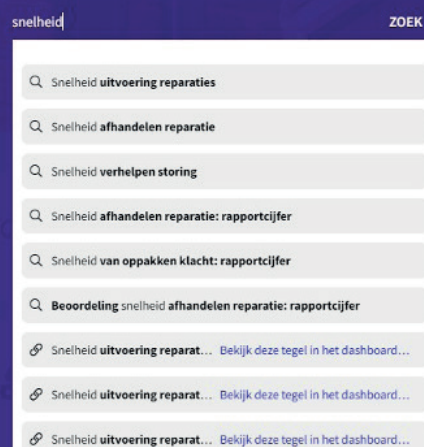 snelheid ZOEK
Snelheid uitvoering reparaties
Snelheid afhandelen reparatie
Snelheid verhelpen storing
Snelheid afhandelen reparatie: rapportcijfer
Snelheid van oppakken klacht: rapportcijfer
Beoordeling snelheid afhandelen reparatie: rapportcijfer
Snelheid uitvoering reparat... Bekijk deze tegel in het dashboard...
Snelheid uitvoering reparat... Bekijk deze tegel in het dashboard...
Snelheid uitvoering reparat... Bekijk deze tegel in het dashboard...